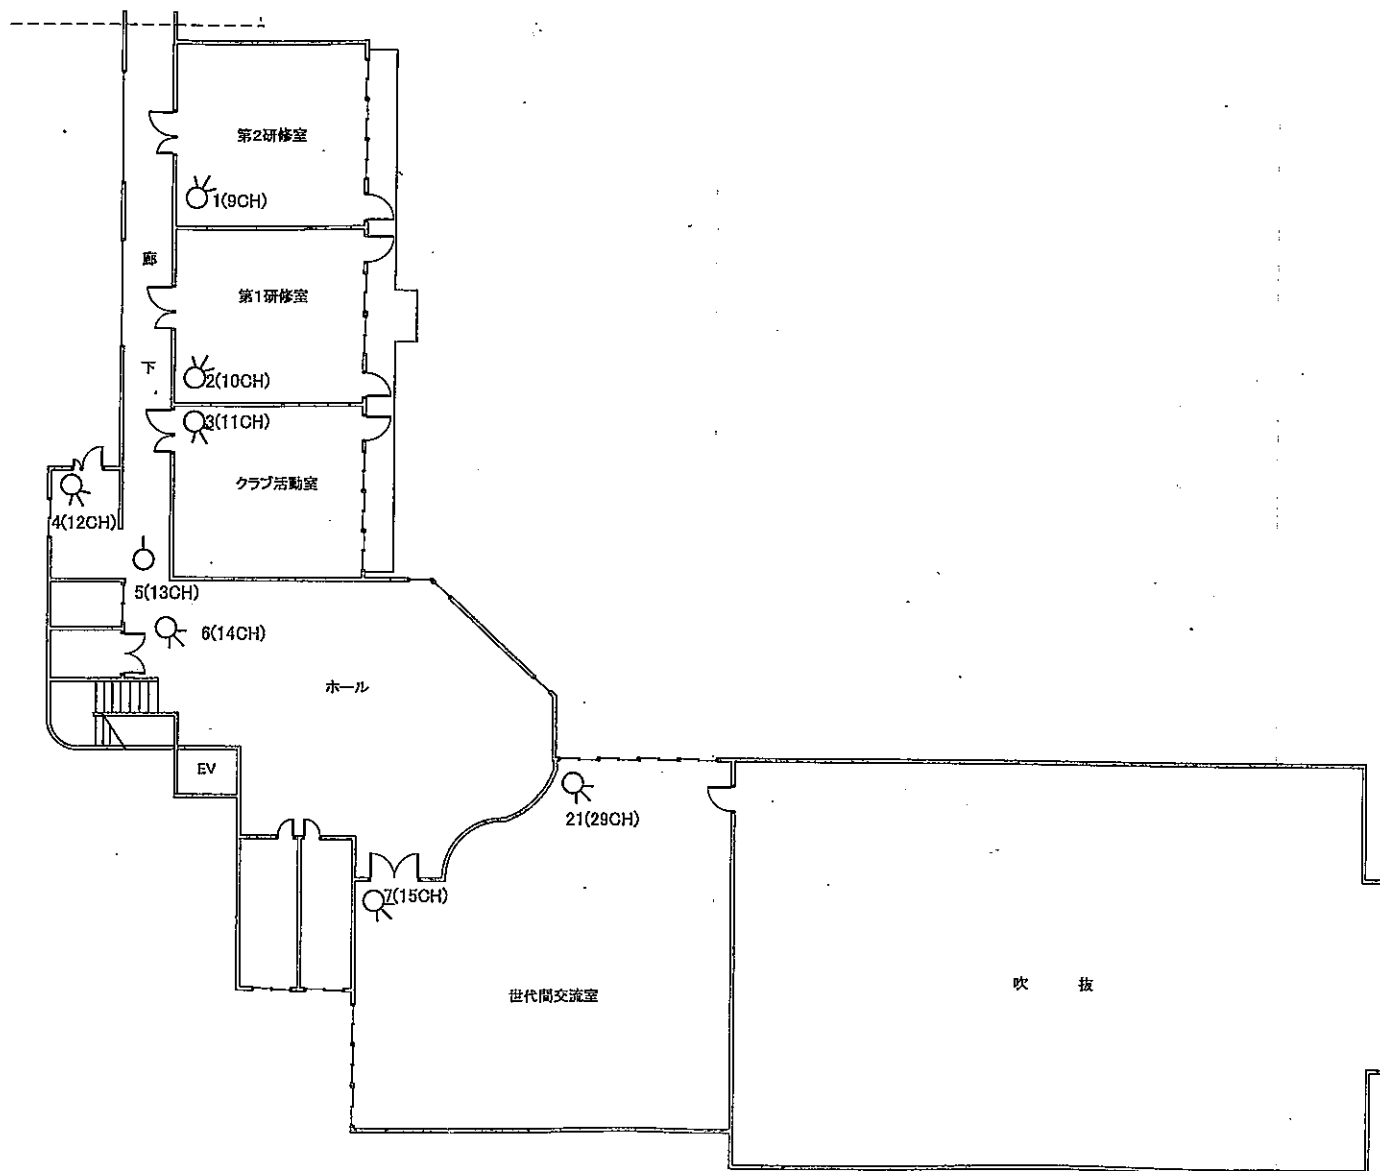 第2研修室
1(9CH)
廊
第1研修室
下
2(10CH)
3(11CH)
クラブ活動室
4(12CH)
5(13CH)
6(14CH)
ホール
EV
21(29CH)
7(15CH)
世代間交流室
吹　抜